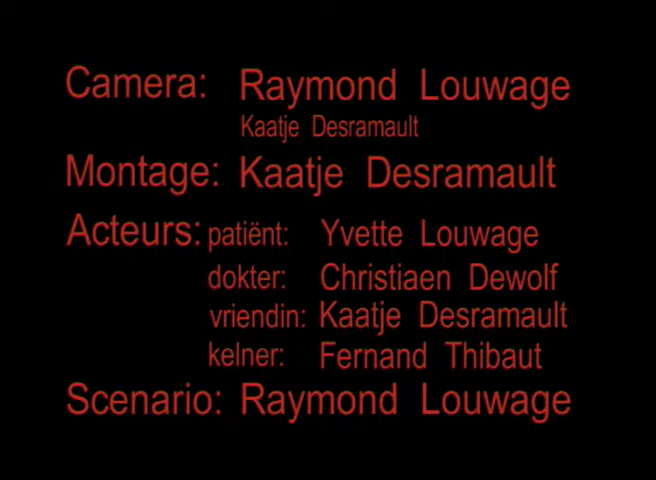 Camera: Raymond Louwage
Kaatje Desramault
Montage: Kaatje Desramault
Acteurs: patiënt: Yvette Louwage
dokter: Christiaen Dewolf
vriendin: Kaatje Desramault
kelner: Fernand Thibaut
Scenario: Raymond Louwage